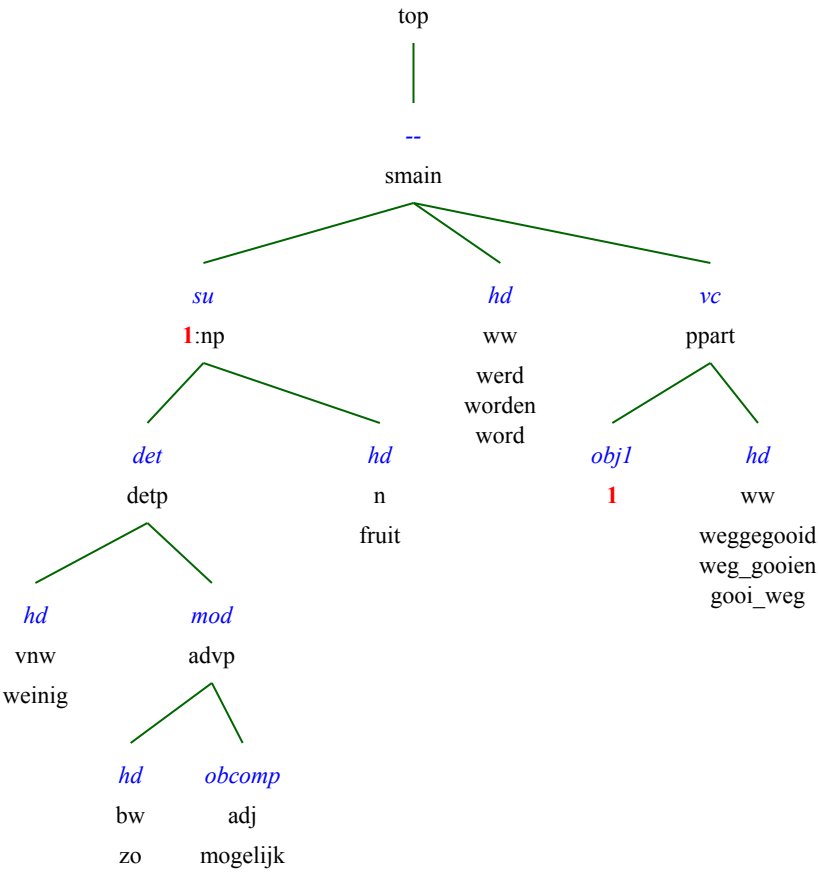 top
--
smain
su hd vc
1:np ww ppart
werd
worden
word
det hd obj1 hd
detp n 1 ww
fruit weggegooid
weg_gooien
gooi_weg
hd mod
vnw advp
weinig
hd obcomp
bw adj
zo mogelijk